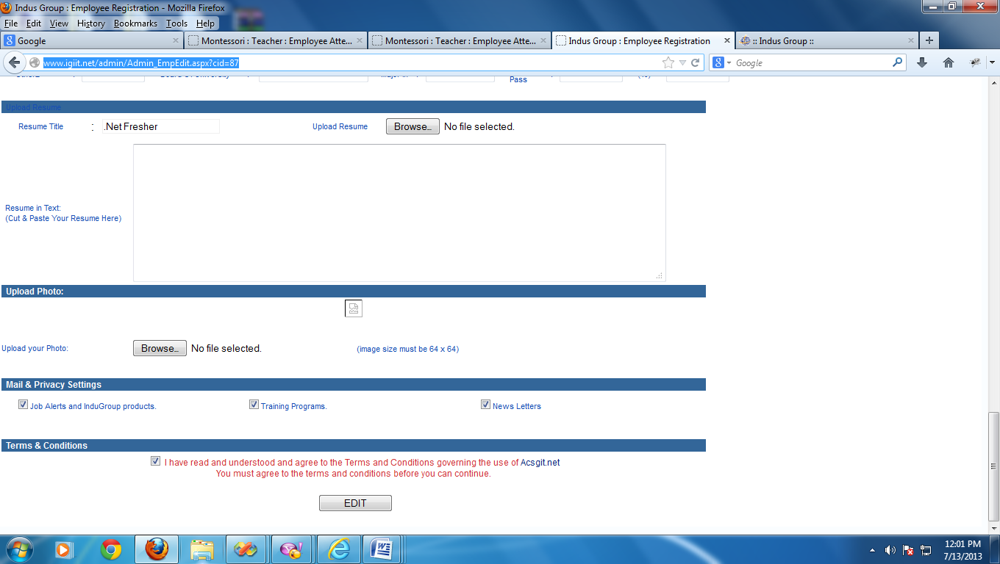 Indus Group : Employee Registration - Mozilla Firefox
File Edit View History Bookmarks Tools Help
Google
Montessori : Teacher : Employee Atte...
Montessori : Teacher : Employee Atte...
Indus Group : Employee Registration
:: Indus Group ::
www.igiit.net/admin/Admin_EmpEdit.aspx?cid=87
Google
Pass
Upload Resume
Resume Title : .Net Fresher Upload Resume Browse… No file selected.
Resume in Text:
(Cut & Paste Your Resume Here)
Upload Photo:
Upload your Photo: Browse… No file selected. (image size must be 64 x 64)
Mail & Privacy Settings
Job Alerts and InduGroup products. Training Programs. News Letters
Terms & Conditions
I have read and understood and agree to the Terms and Conditions governing the use of Acsgit.net
You must agree to the terms and conditions before you can continue.
EDIT
12:01 PM
7/13/2013